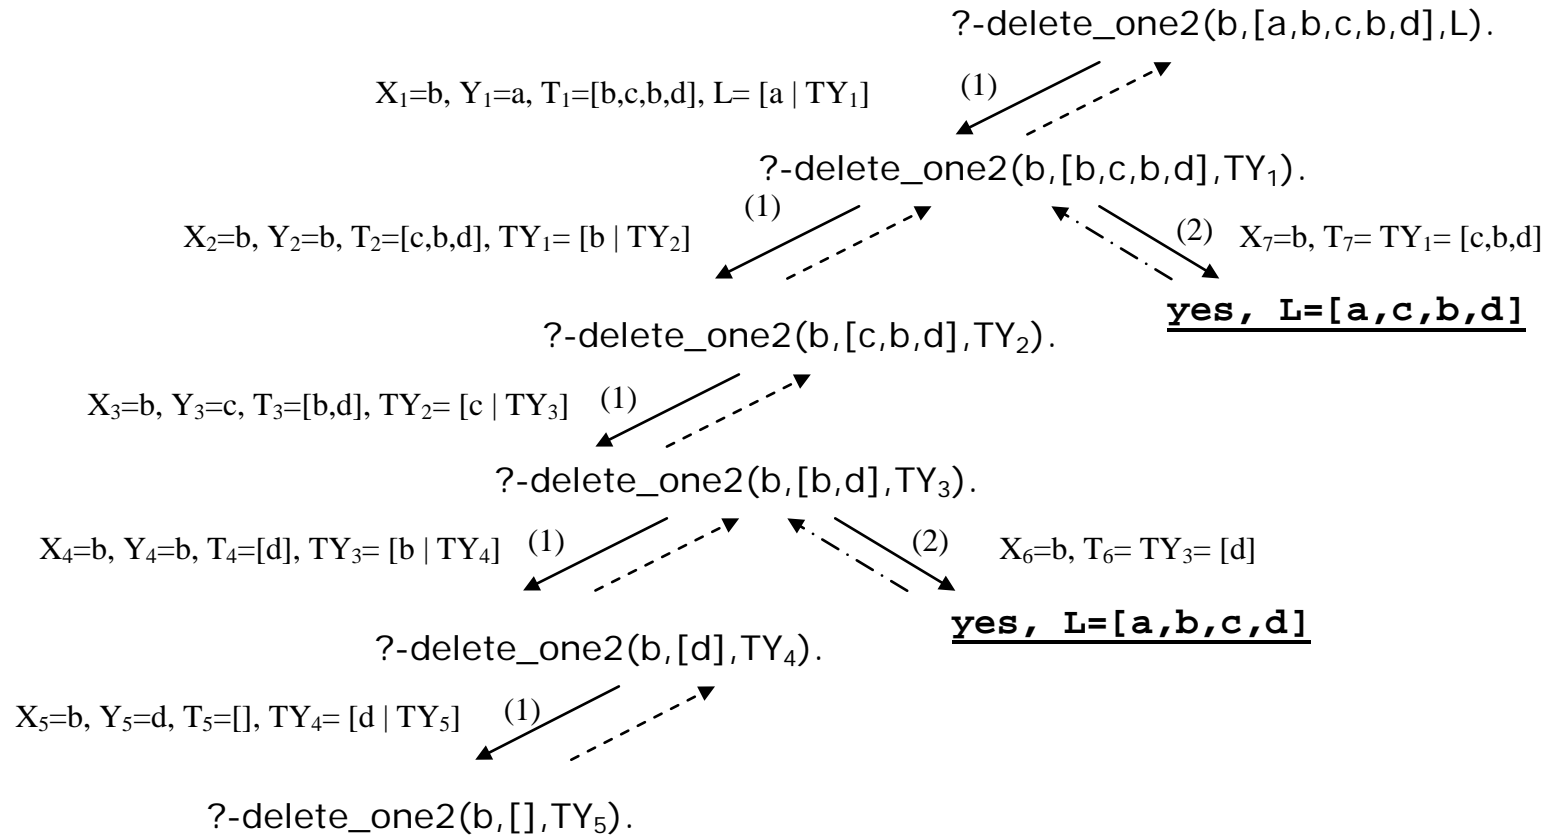 ?-delete_one2(b,[a,b,c,b,d],L).
X₁=b, Y₁=a, T₁=[b,c,b,d], L= [a | TY₁] (1)
?-delete_one2(b,[b,c,b,d],TY₁).
X₂=b, Y₂=b, T₂=[c,b,d], TY₁= [b | TY₂] (1) (2) X₇=b, T₇= TY₁= [c,b,d]
yes, L=[a,c,b,d]
?-delete_one2(b,[c,b,d],TY₂).
X₃=b, Y₃=c, T₃=[b,d], TY₂= [c | TY₃] (1)
?-delete_one2(b,[b,d],TY₃).
X₄=b, Y₄=b, T₄=[d], TY₃= [b | TY₄] (1) (2) X₆=b, T₆= TY₃= [d]
yes, L=[a,b,c,d]
?-delete_one2(b,[d],TY₄).
X₅=b, Y₅=d, T₅=[], TY₄= [d | TY₅] (1)
?-delete_one2(b,[],TY₅).